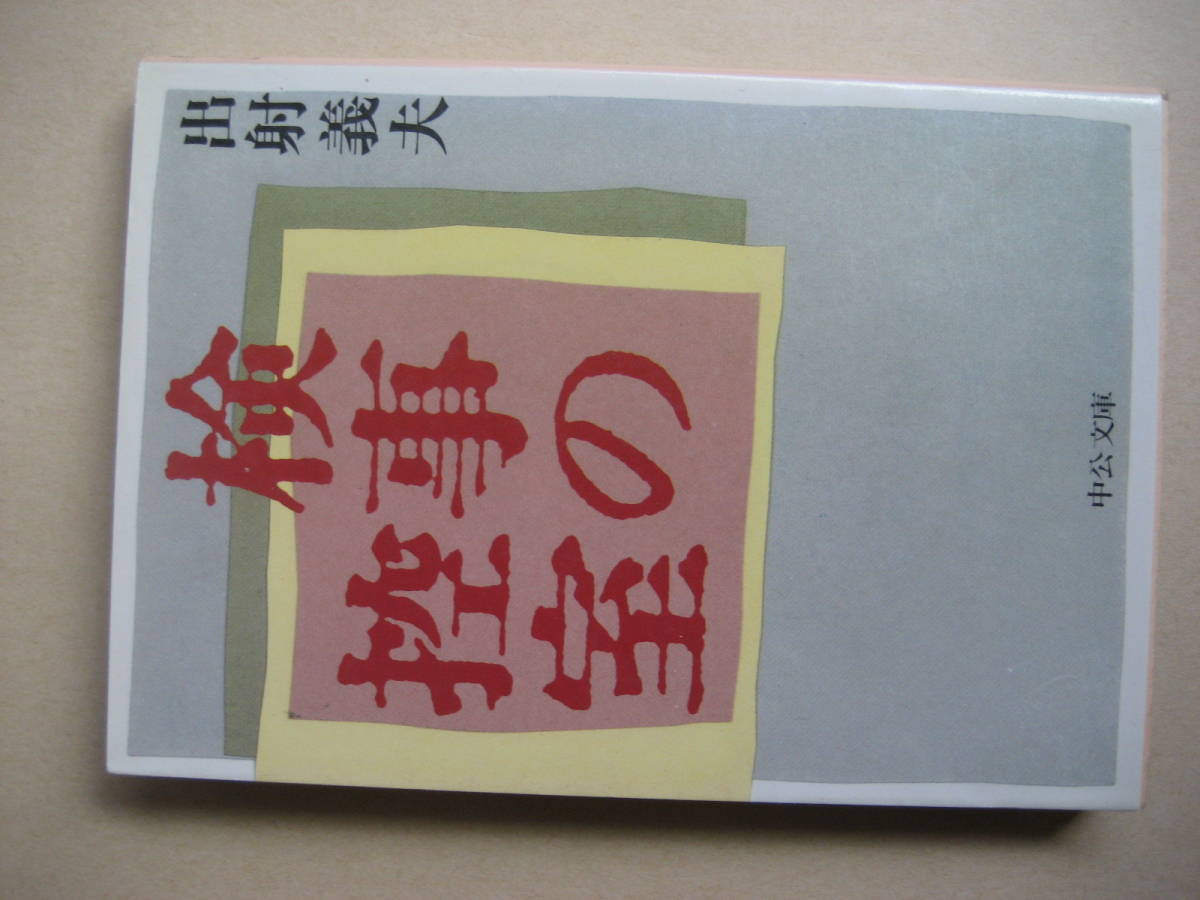 出射義夫
検事の
控室
中公文庫